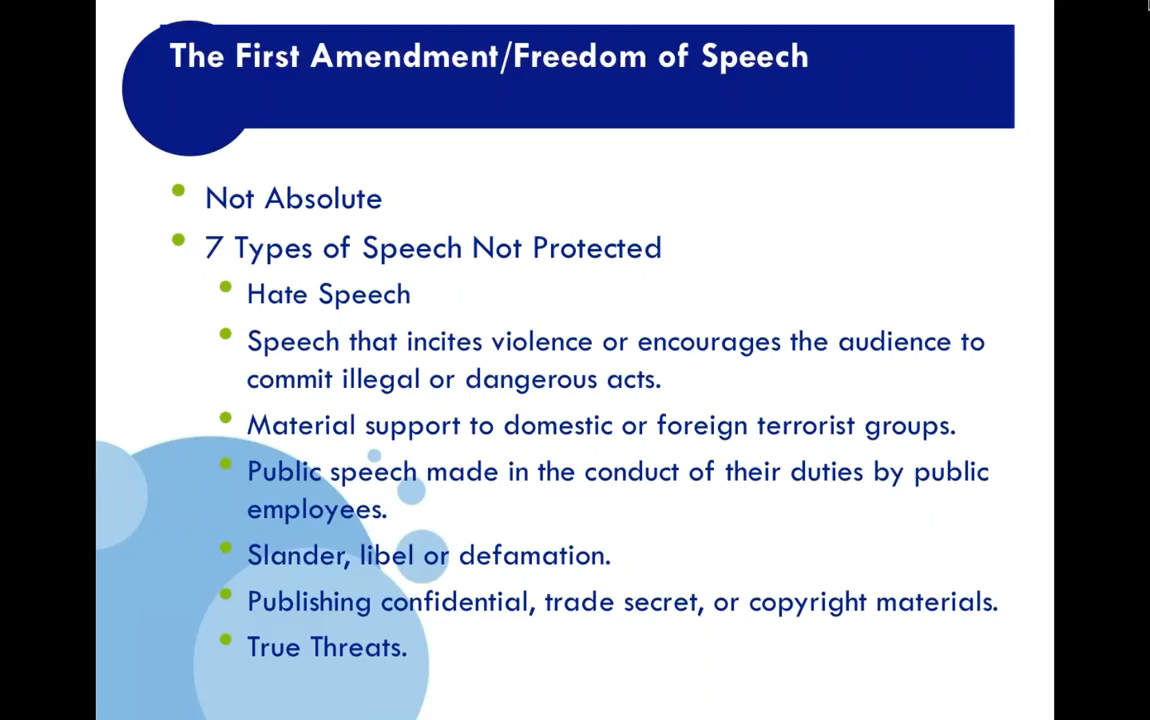 The First Amendment/Freedom of Speech
Not Absolute
7 Types of Speech Not Protected
Hate Speech
Speech that incites violence or encourages the audience to
commit illegal or dangerous acts.
Material support to domestic or foreign terrorist groups.
Public speech made in the conduct of their duties by public
employees.
Slander, libel or defamation.
Publishing confidential, trade secret, or copyright materials.
True Threats.